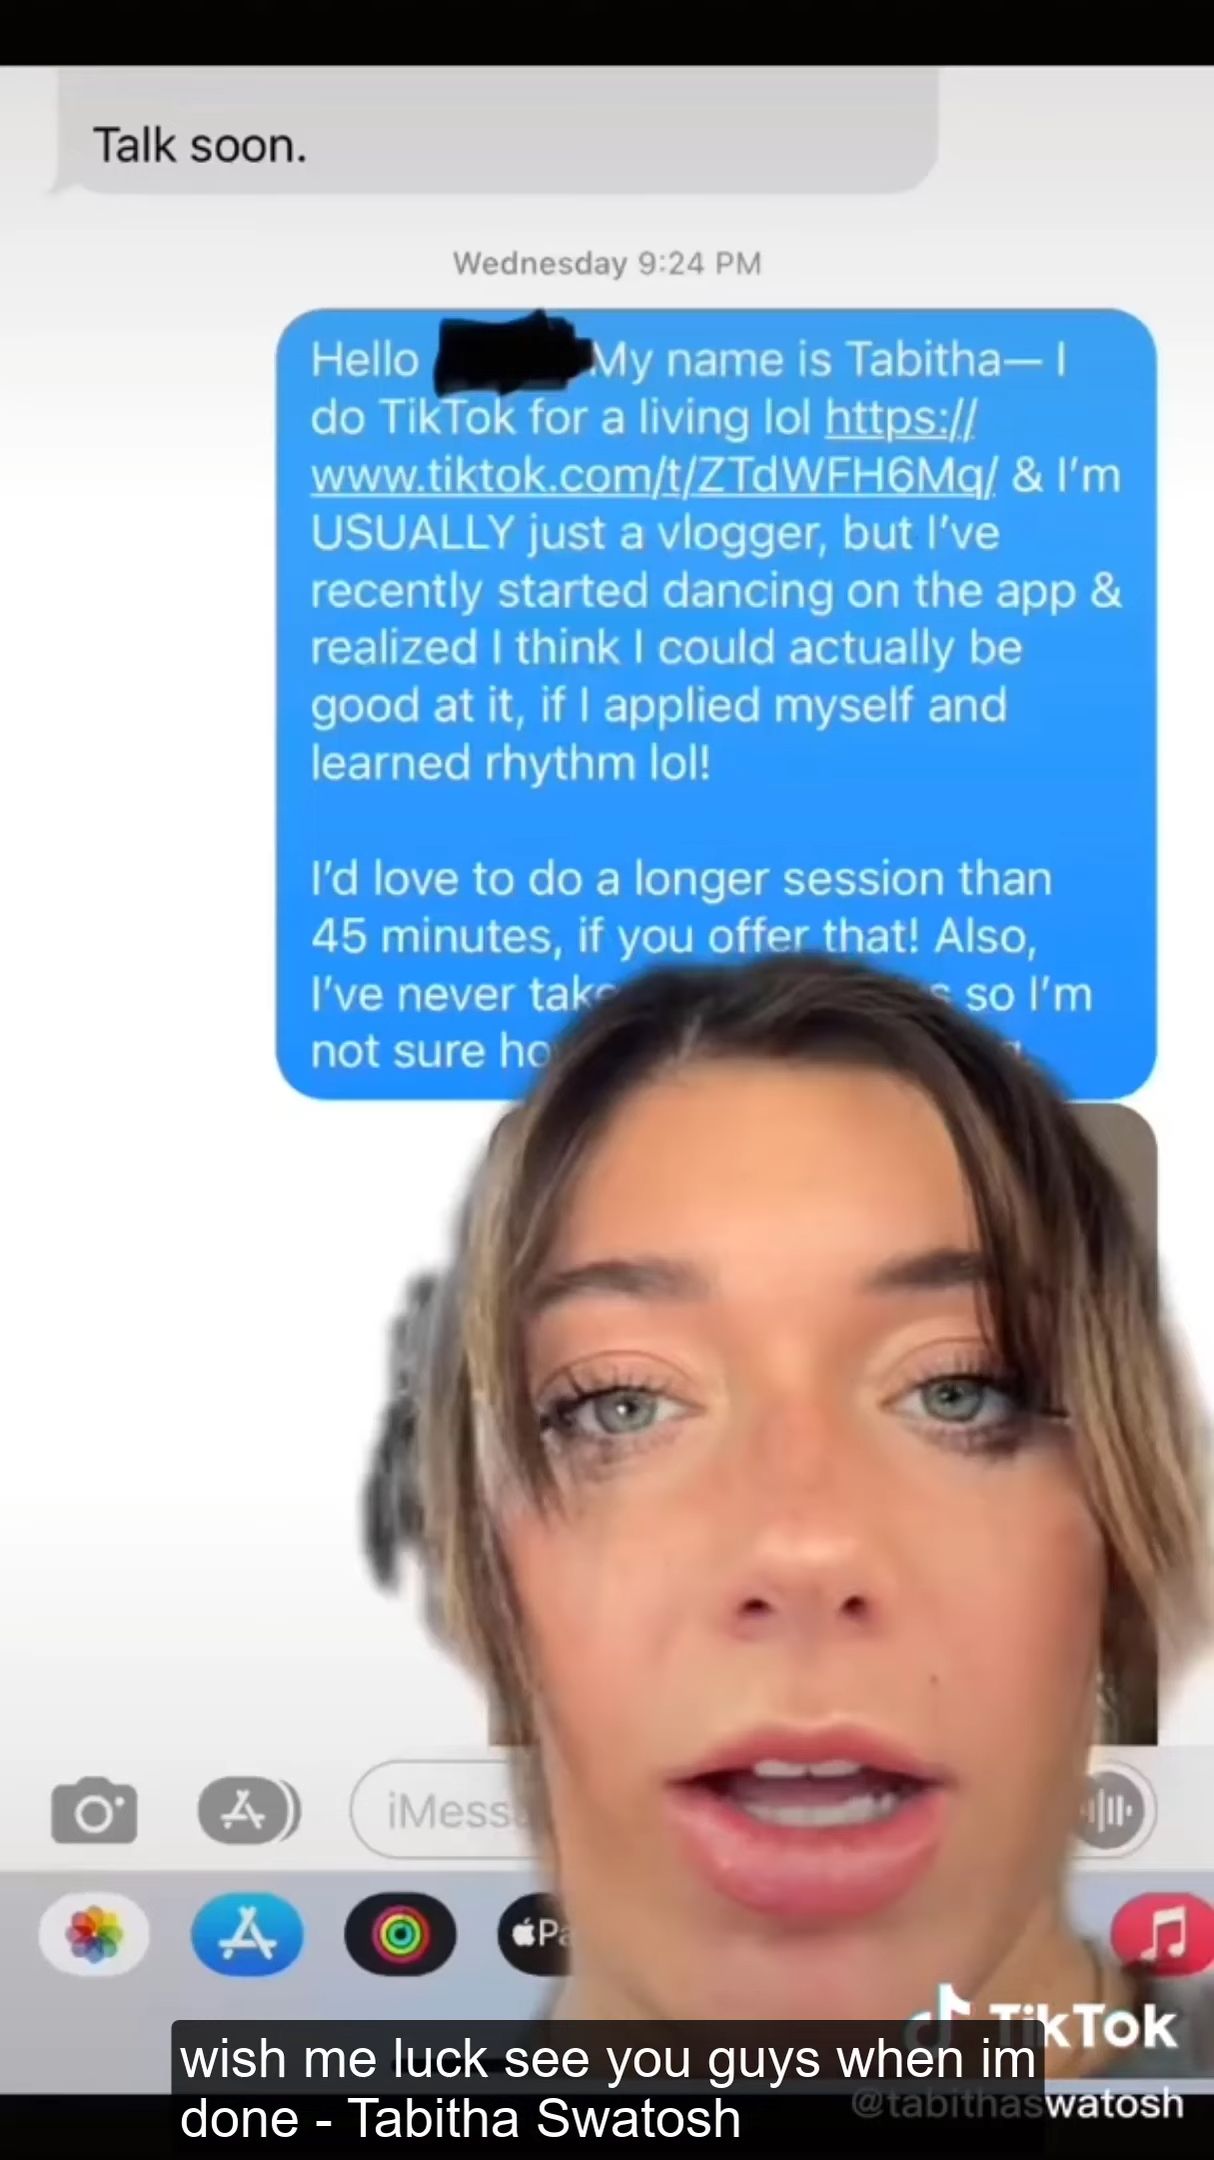 Talk soon.
Wednesday 9:24 PM
Hello My name is Tabitha— I
do TikTok for a living lol https://
www.tiktok.com/t/ZTdWFH6Mq/ & I'm
USUALLY just a vlogger, but I've
recently started dancing on the app &
realized I think I could actually be
good at it, if I applied myself and
learned rhythm lol!
I'd love to do a longer session than
45 minutes, if you offer that! Also,
I've never so I'm
not sure
Pa
TikTok
wish me luck see you guys when im
done - Tabitha Swatosh
@tabithaswatosh